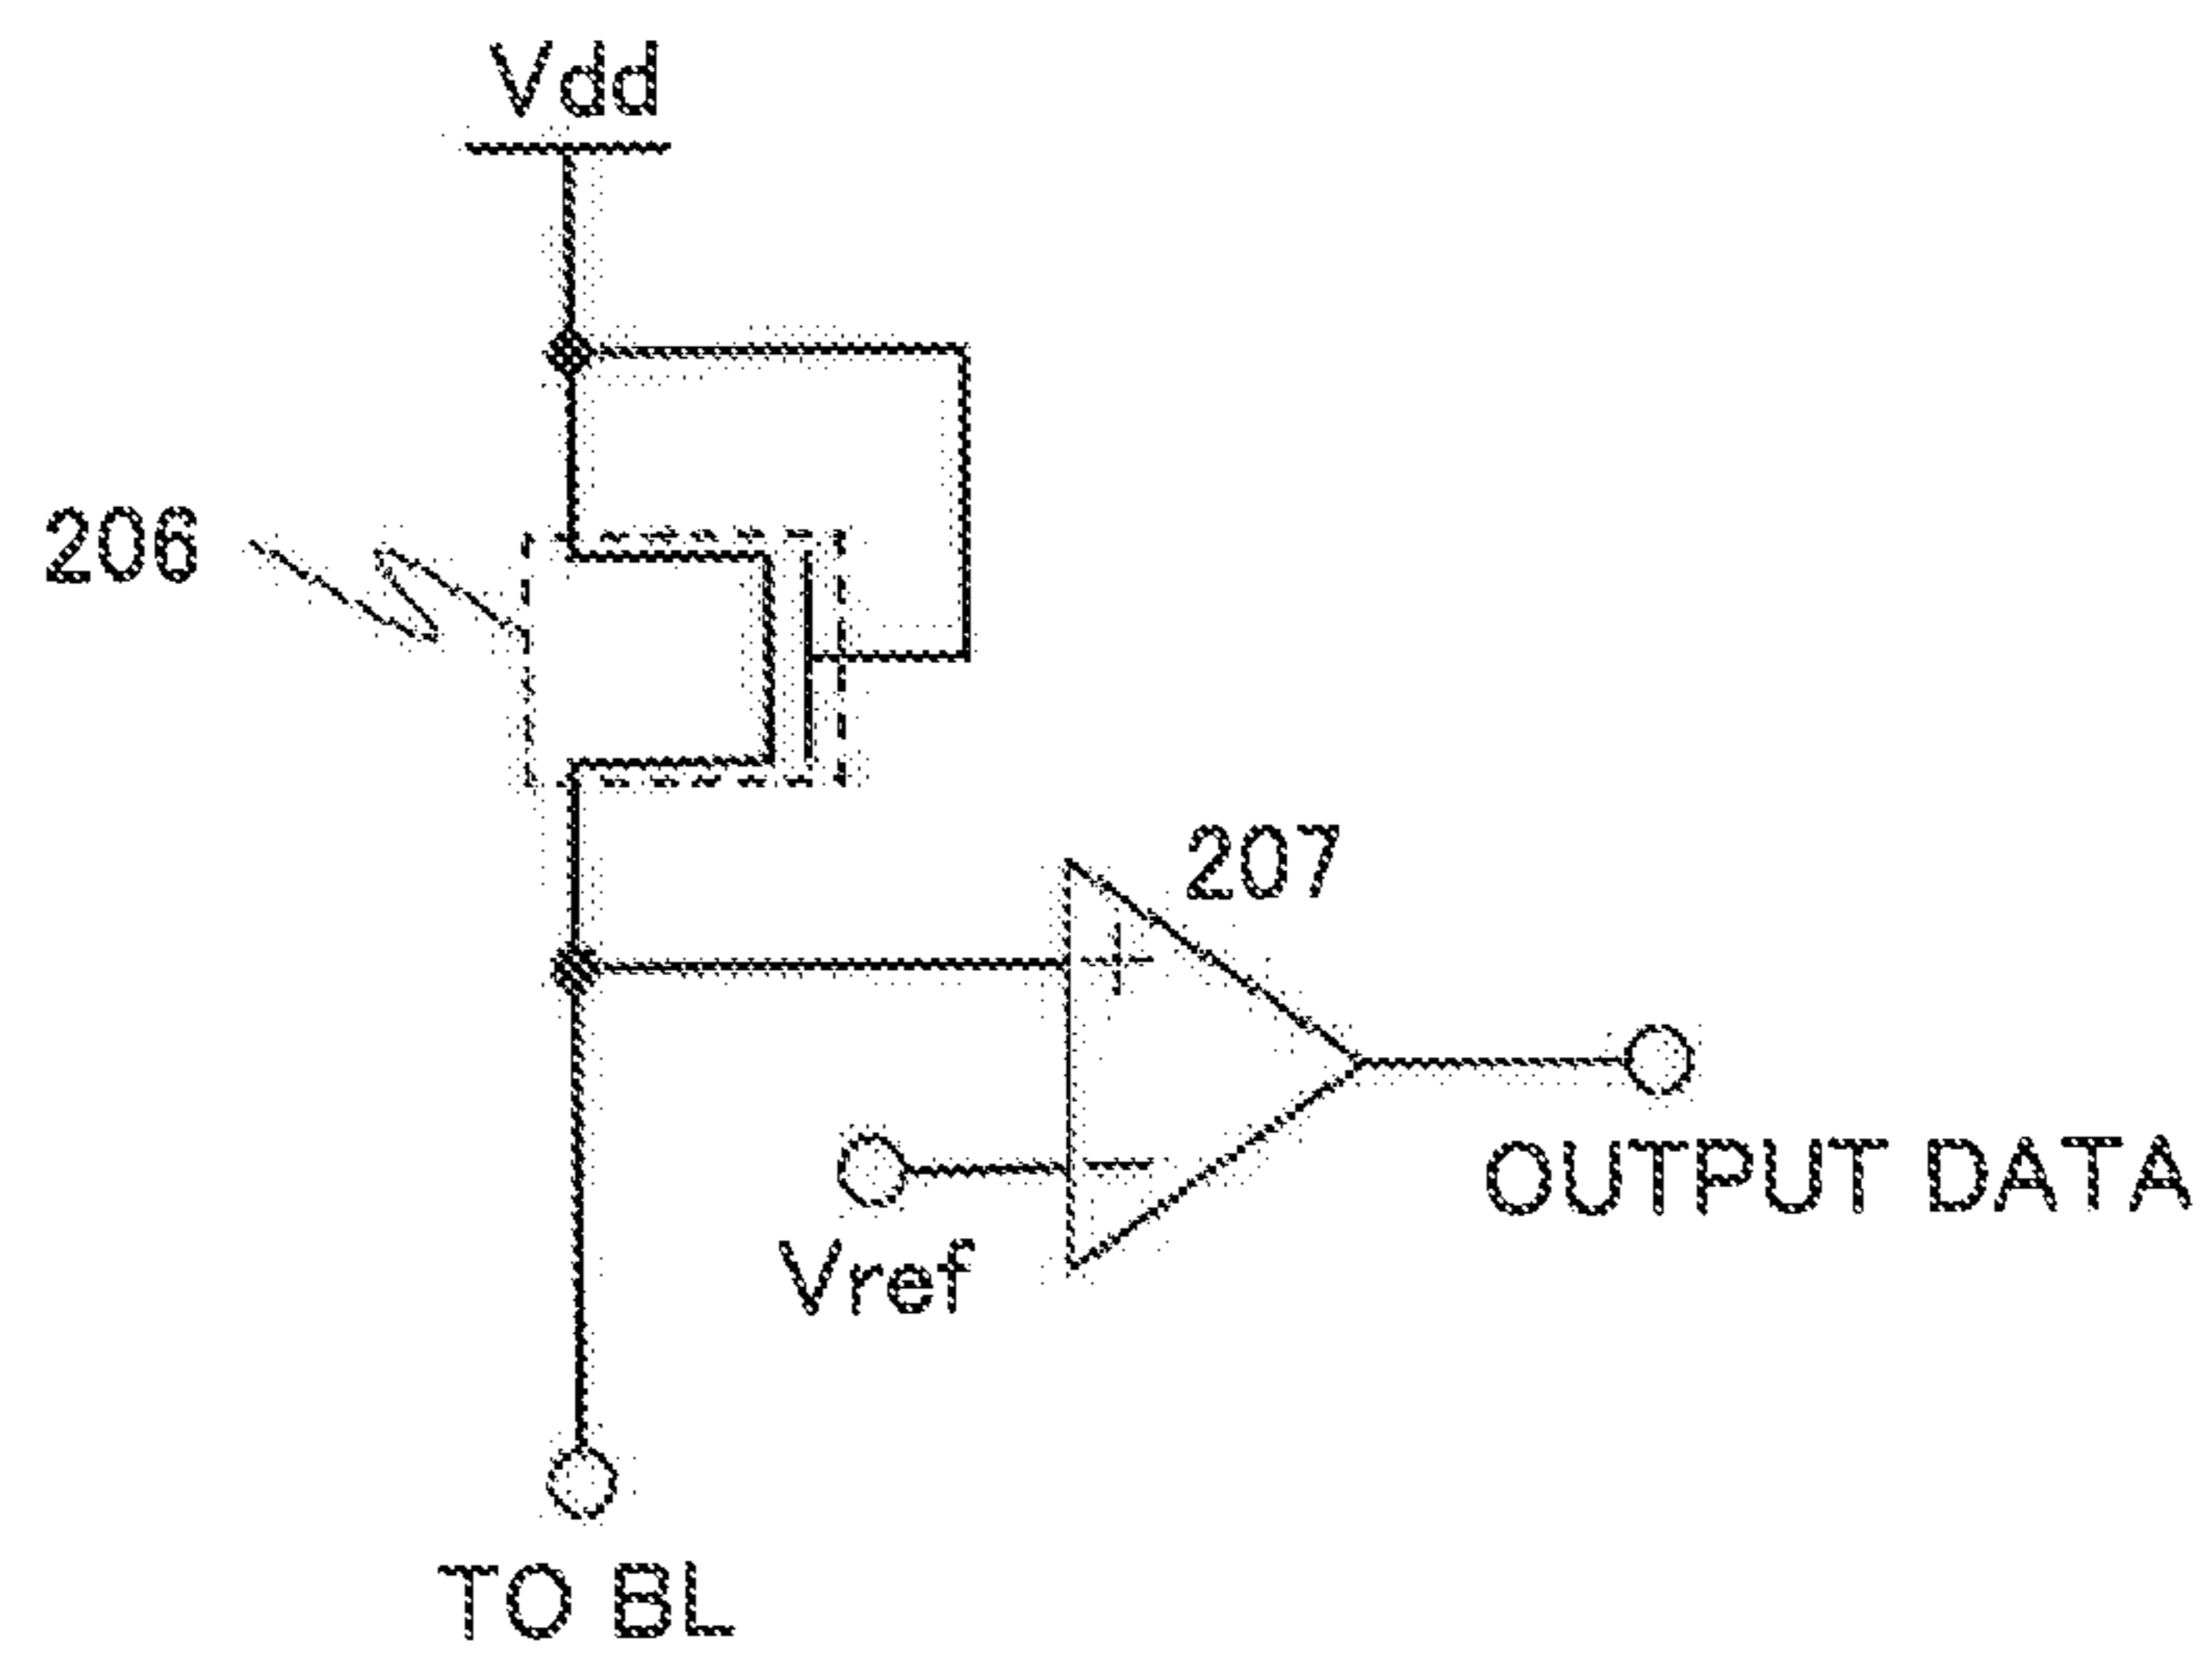 Vdd
206
207
+
−
Vref
OUTPUT DATA
TO BL